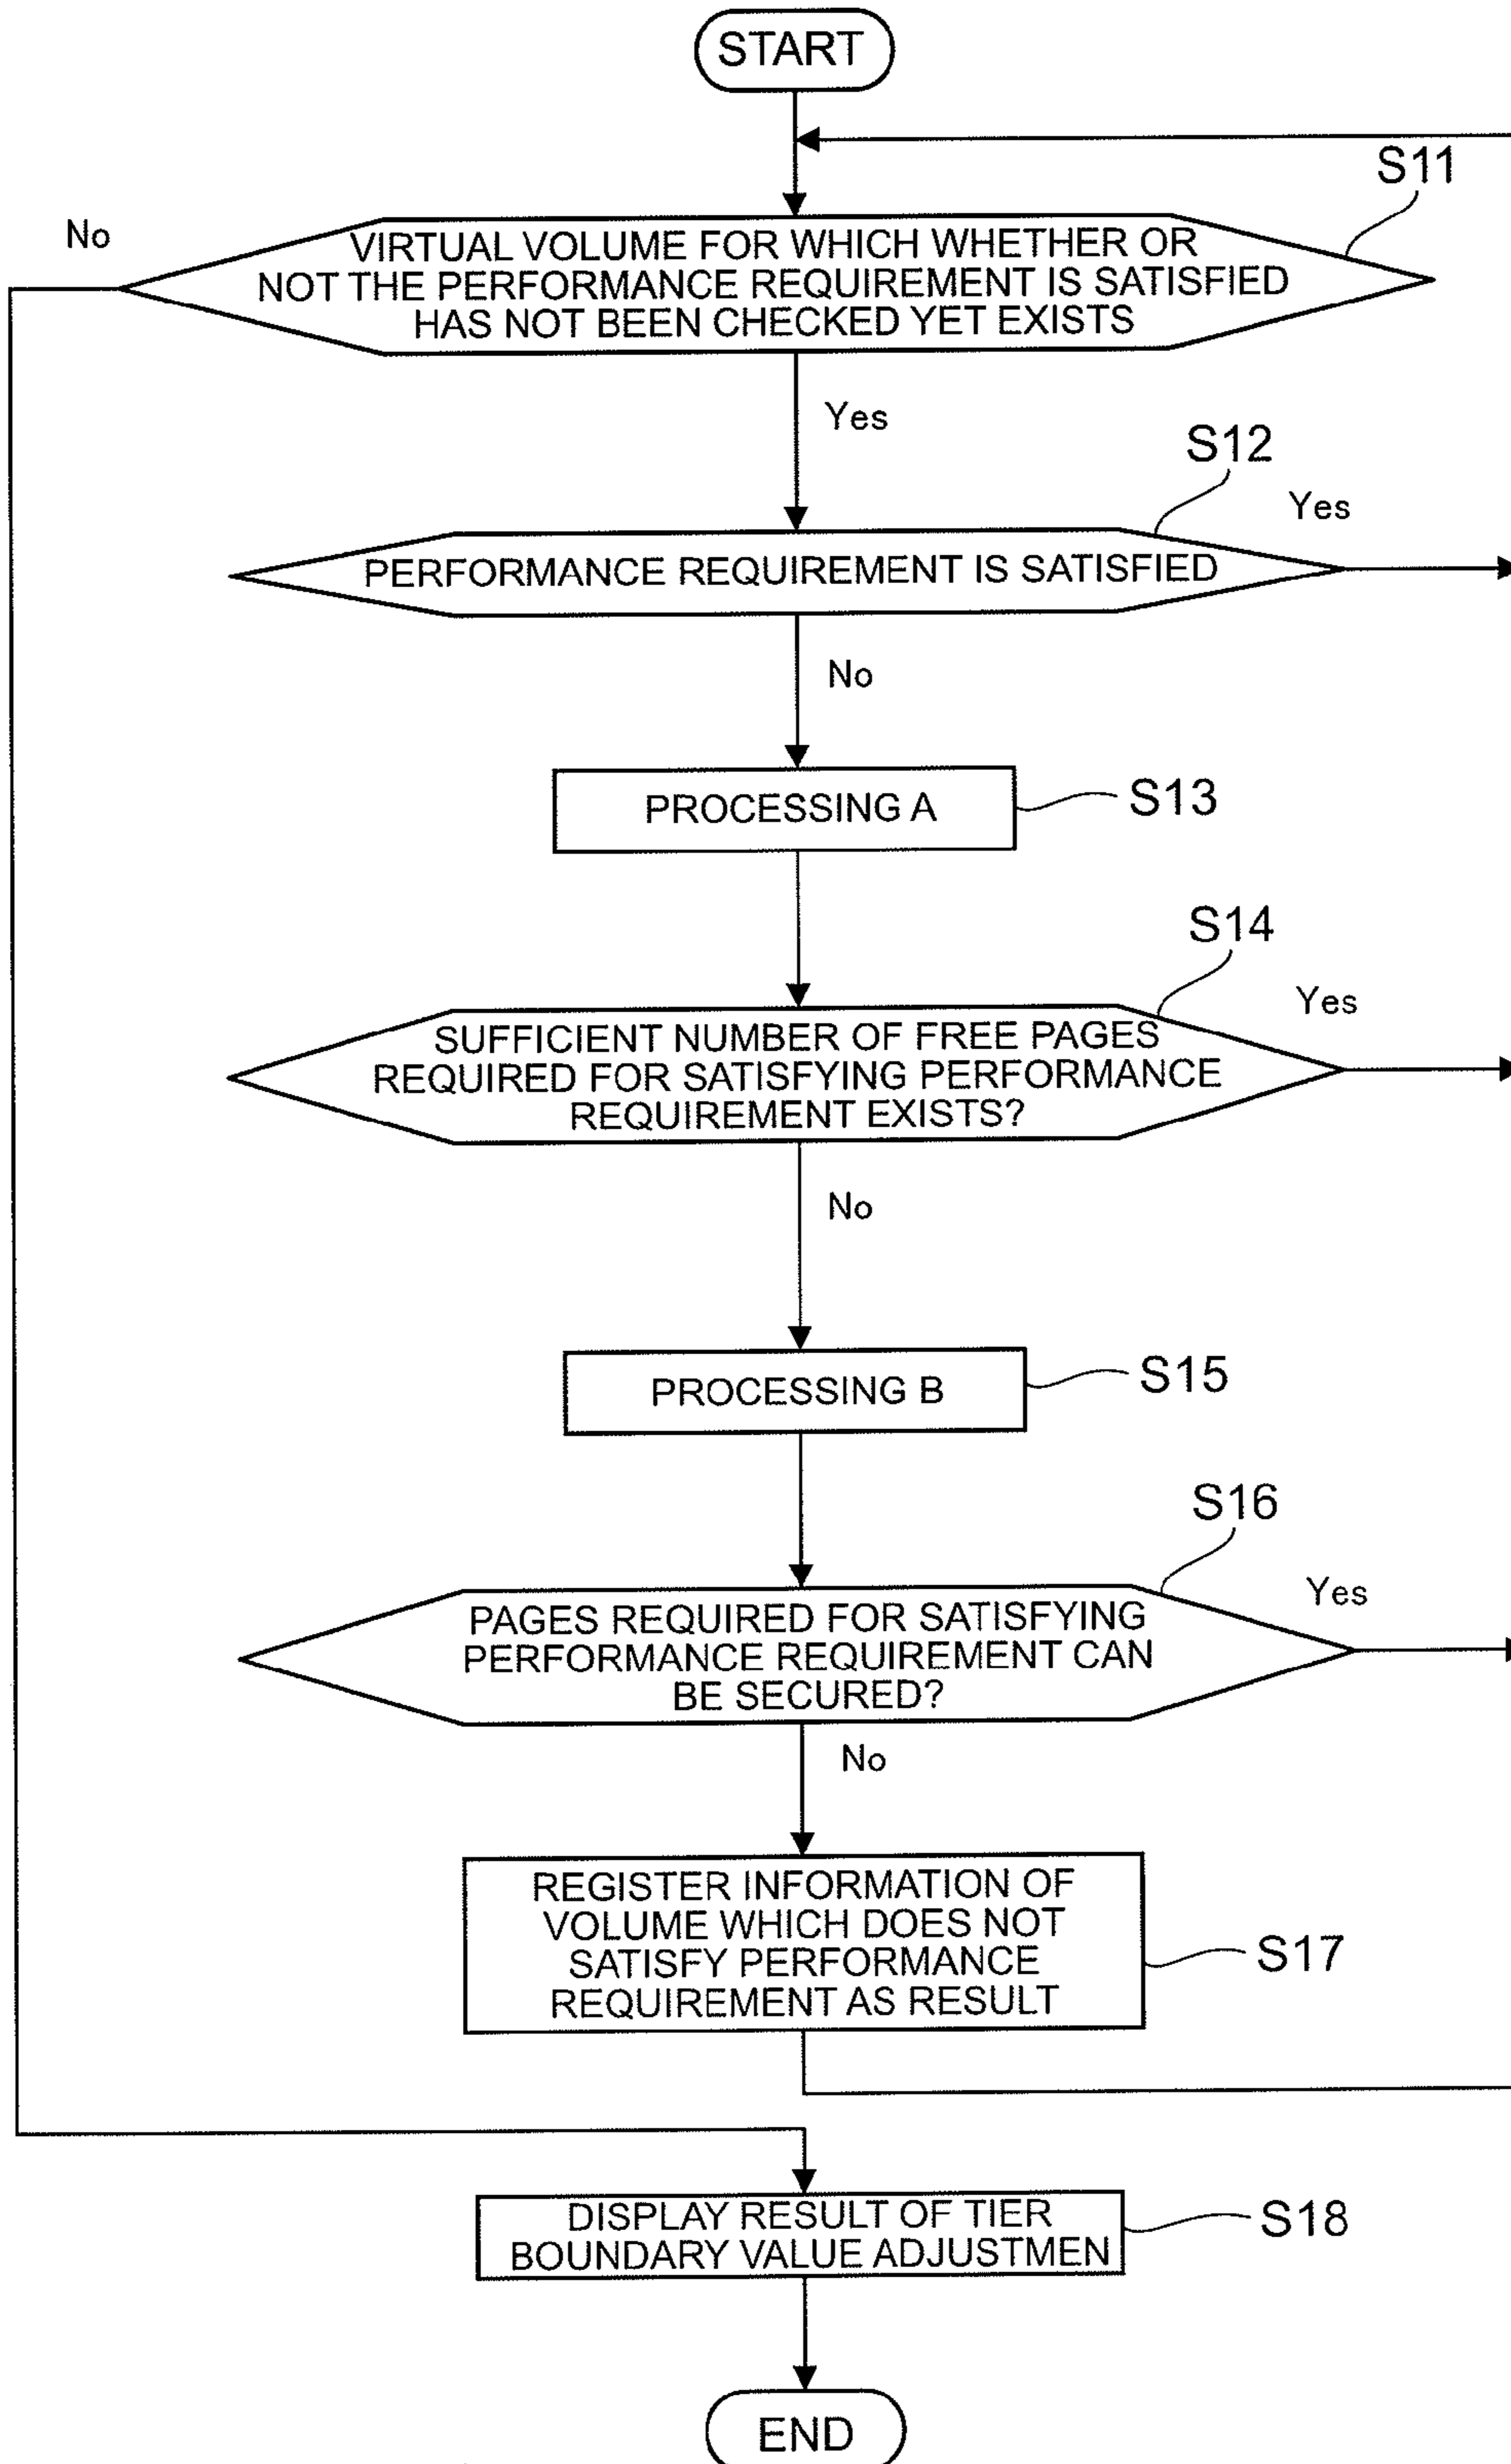 START
S11
No
VIRTUAL VOLUME FOR WHICH WHETHER OR
NOT THE PERFORMANCE REQUIREMENT IS SATISFIED
HAS NOT BEEN CHECKED YET EXISTS
Yes
S12
Yes
PERFORMANCE REQUIREMENT IS SATISFIED
No
PROCESSING A
S13
S14
Yes
SUFFICIENT NUMBER OF FREE PAGES
REQUIRED FOR SATISFYING PERFORMANCE
REQUIREMENT EXISTS?
No
PROCESSING B
S15
S16
Yes
PAGES REQUIRED FOR SATISFYING
PERFORMANCE REQUIREMENT CAN
BE SECURED?
No
REGISTER INFORMATION OF
VOLUME WHICH DOES NOT
SATISFY PERFORMANCE
REQUIREMENT AS RESULT
S17
DISPLAY RESULT OF TIER
BOUNDARY VALUE ADJUSTMEN
S18
END